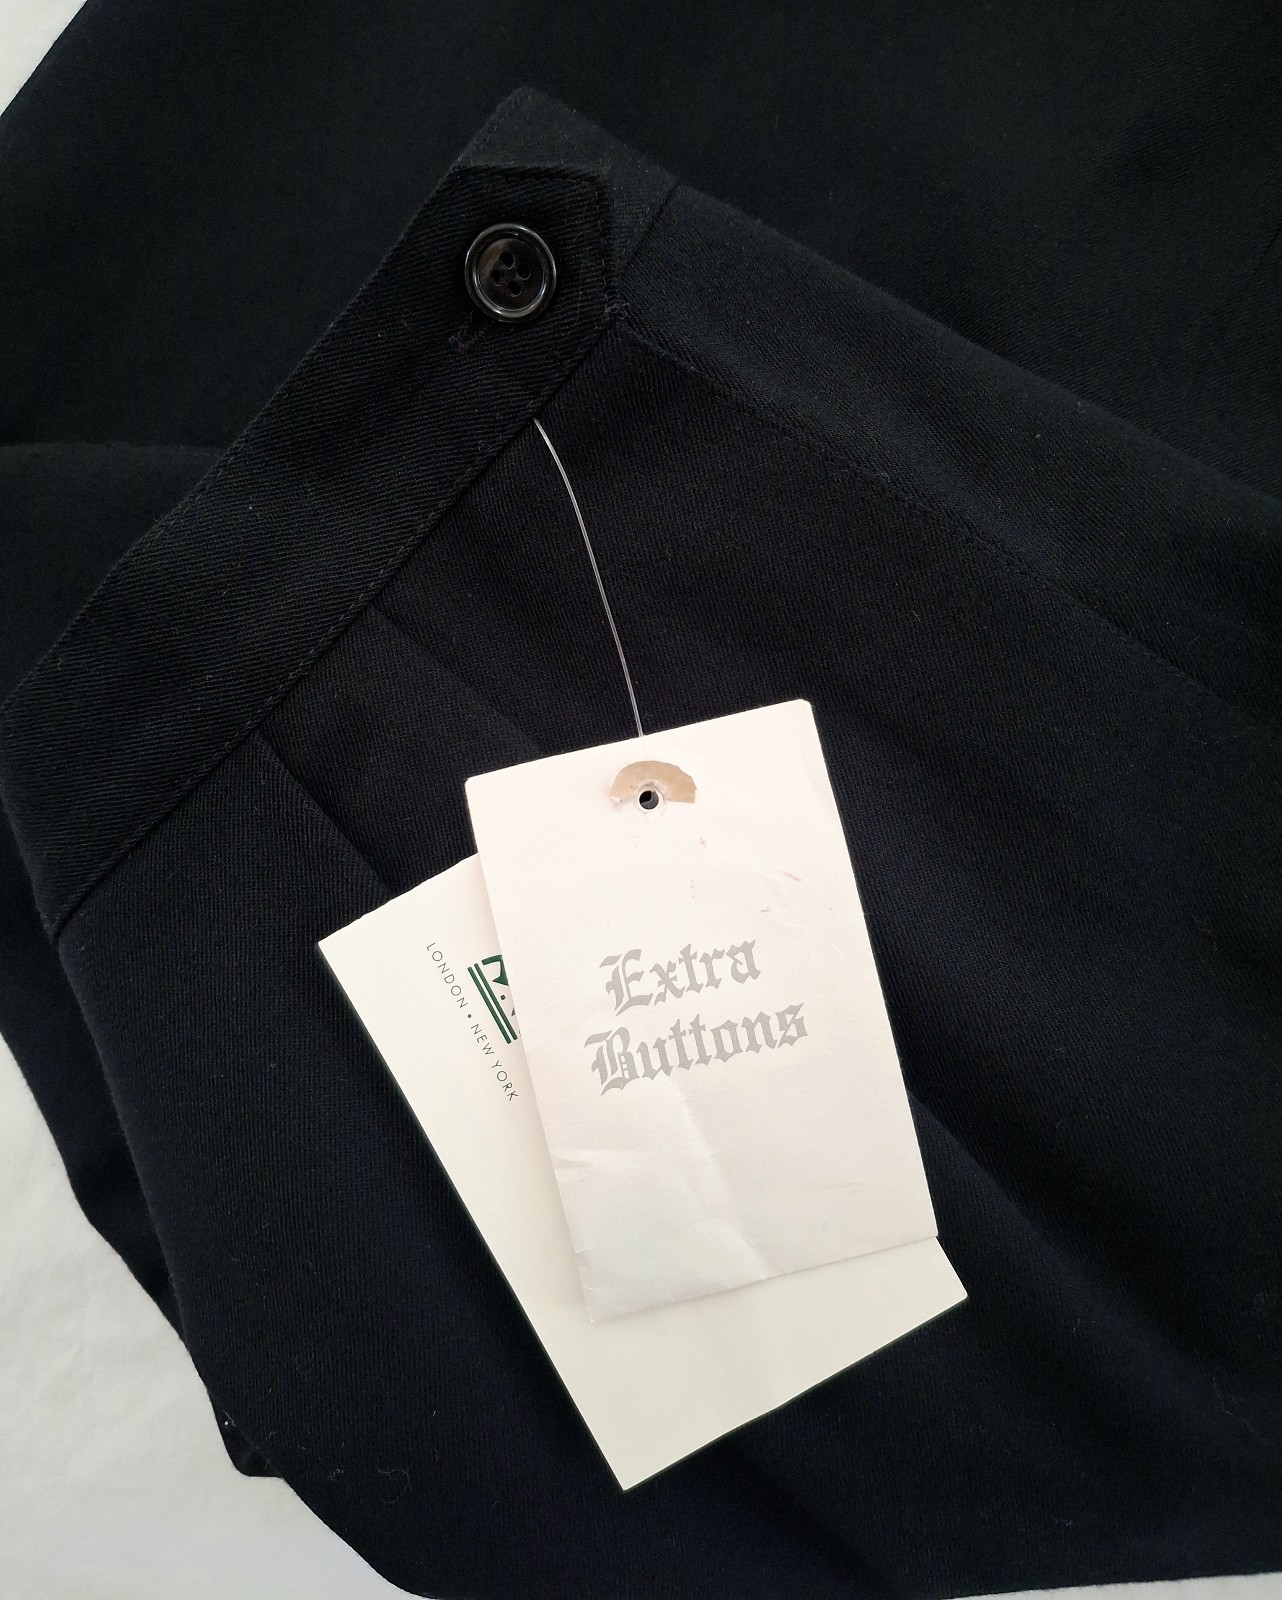 Extra
Buttons
LONDON • NEW YORK